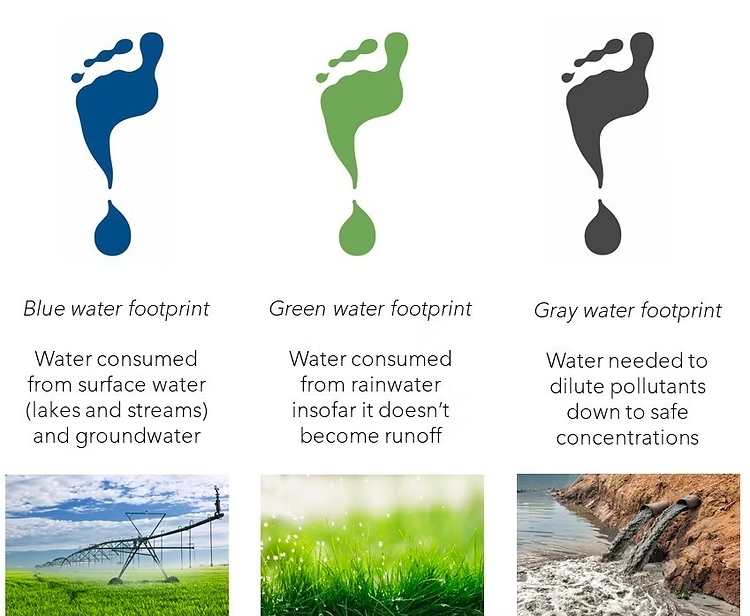 Blue water footprint
Water consumed
from surface water
(lakes and streams)
and groundwater
Green water footprint
Water consumed
from rainwater
insofar it doesn't
become runoff
Gray water footprint
Water needed to
dilute pollutants
down to safe
concentrations